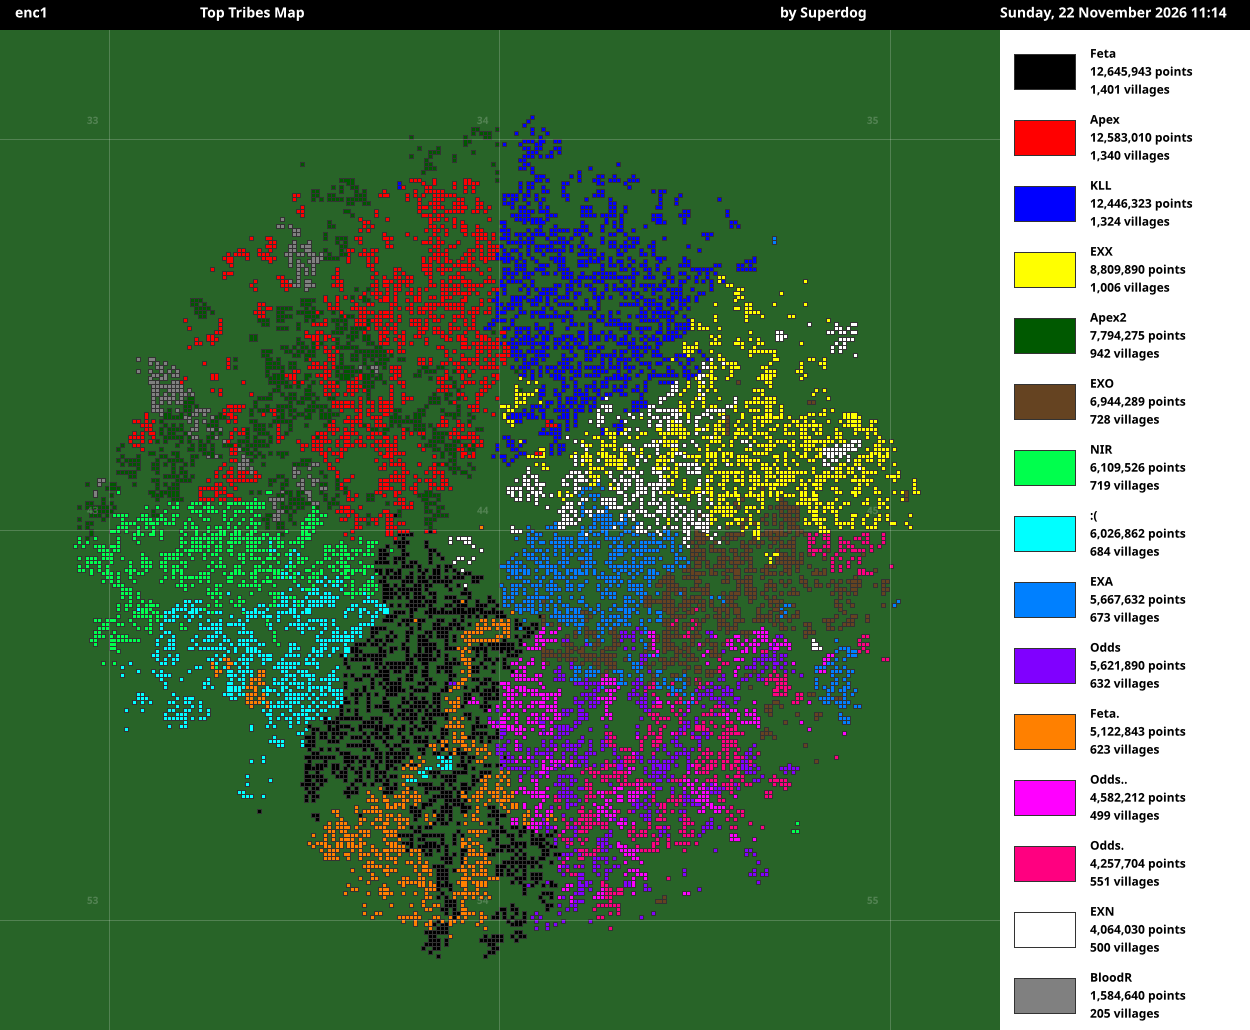 enc1 Top Tribes Map by Superdog Sunday, 22 November 2026 11:14
33 34 35
44
53 54 55
Feta
12,645,943 points
1,401 villages
Apex
12,583,010 points
1,340 villages
KLL
12,446,323 points
1,324 villages
EXX
8,809,890 points
1,006 villages
Apex2
7,794,275 points
942 villages
EXO
6,944,289 points
728 villages
NIR
6,109,526 points
719 villages
:(
6,026,862 points
684 villages
EXA
5,667,632 points
673 villages
Odds
5,621,890 points
632 villages
Feta.
5,122,843 points
623 villages
Odds..
4,582,212 points
499 villages
Odds.
4,257,704 points
551 villages
EXN
4,064,030 points
500 villages
BloodR
1,584,640 points
205 villages